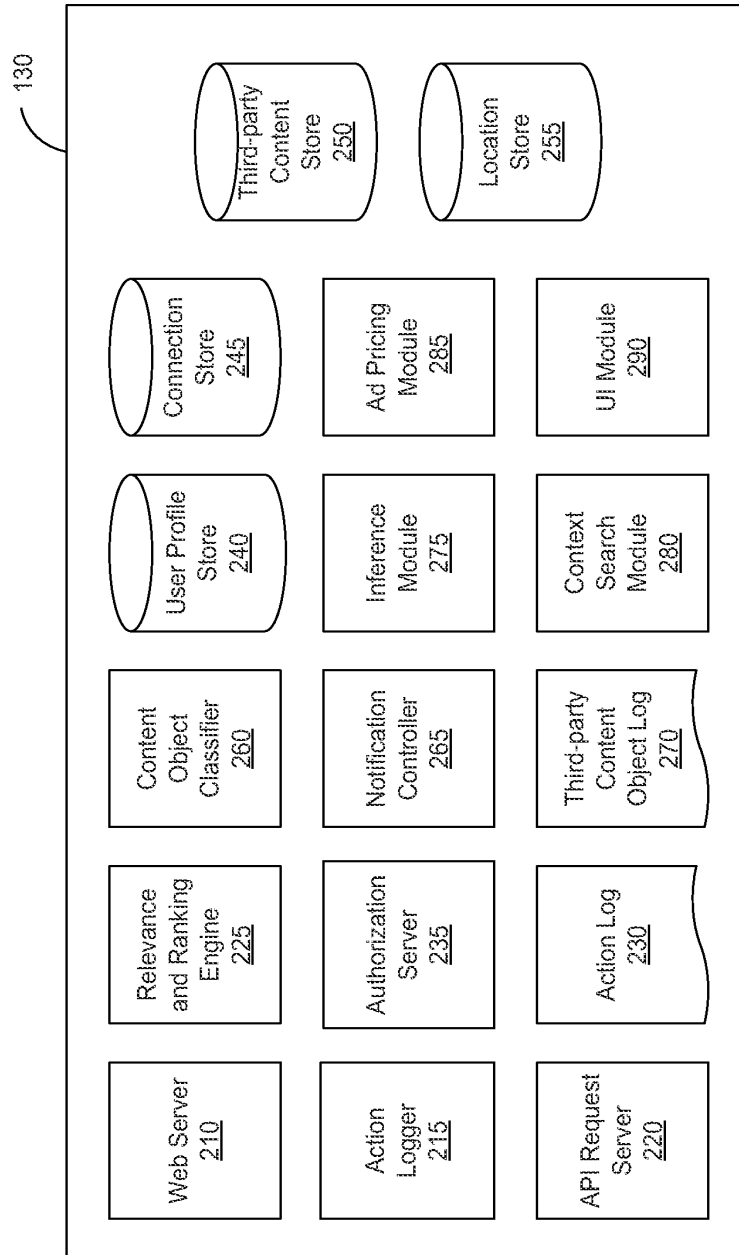 130
Web Server
210
Relevance
and Ranking
Engine
225
Content
Object
Classifier
260
User Profile
Store
240
Connection
Store
245
Third-party
Content
Store
250
Action
Logger
215
Authorization
Server
235
Notification
Controller
265
Inference
Module
275
Ad Pricing
Module
285
Location
Store
255
API Request
Server
220
Action Log
230
Third-party
Content
Object Log
270
Context
Search
Module
280
UI Module
290